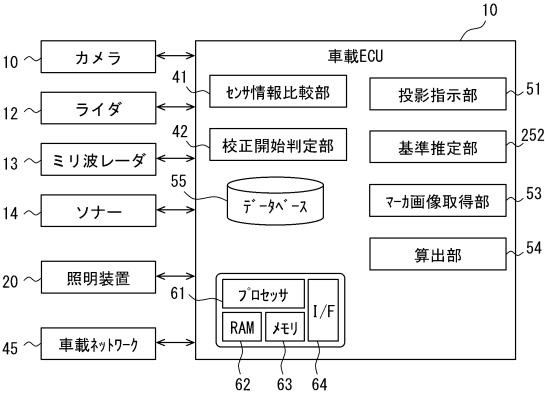 10
車載ECU
10 カメラ
12 ライダ
13 ミリ波レーダ
14 ソナー
20 照明装置
45 車載ﾈｯﾄﾜｰｸ
41 ｾﾝｻ情報比較部
42 校正開始判定部
55 ﾃﾞｰﾀﾍﾞｰｽ
投影指示部 51
基準推定部 252
ﾏｰｶ画像取得部 53
算出部 54
61 ﾌﾟﾛｾｯｻ
RAM ﾒﾓﾘ I/F
62 63 64